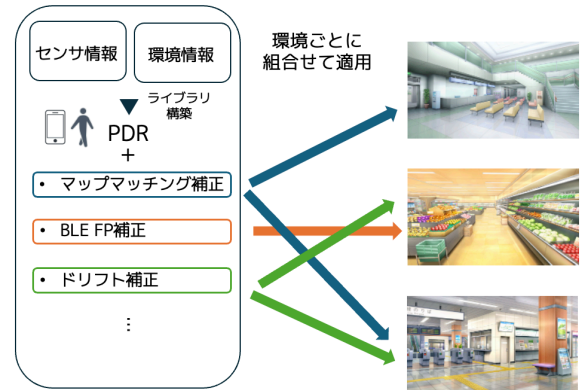 センサ情報
環境情報
環境ごとに
組合せて適用
ライブラリ
構築
PDR
+
• マップマッチング補正
• BLE FP補正
• ドリフト補正
⋮